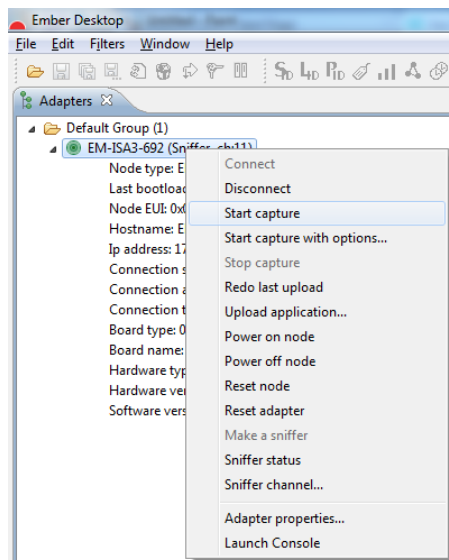 Ember Desktop
File Edit Filters Window Help
Adapters
Default Group (1)
EM-ISA3-692 (Sniffer, ch:11)
Node type: E
Last bootloa
Node EUI: 0x
Hostname: E
Ip address: 17
Connection s
Connection a
Connection t
Board type: 0
Board name:
Hardware typ
Hardware ver
Software vers
Connect
Disconnect
Start capture
Start capture with options...
Stop capture
Redo last upload
Upload application...
Power on node
Power off node
Reset node
Reset adapter
Make a sniffer
Sniffer status
Sniffer channel...
Adapter properties...
Launch Console